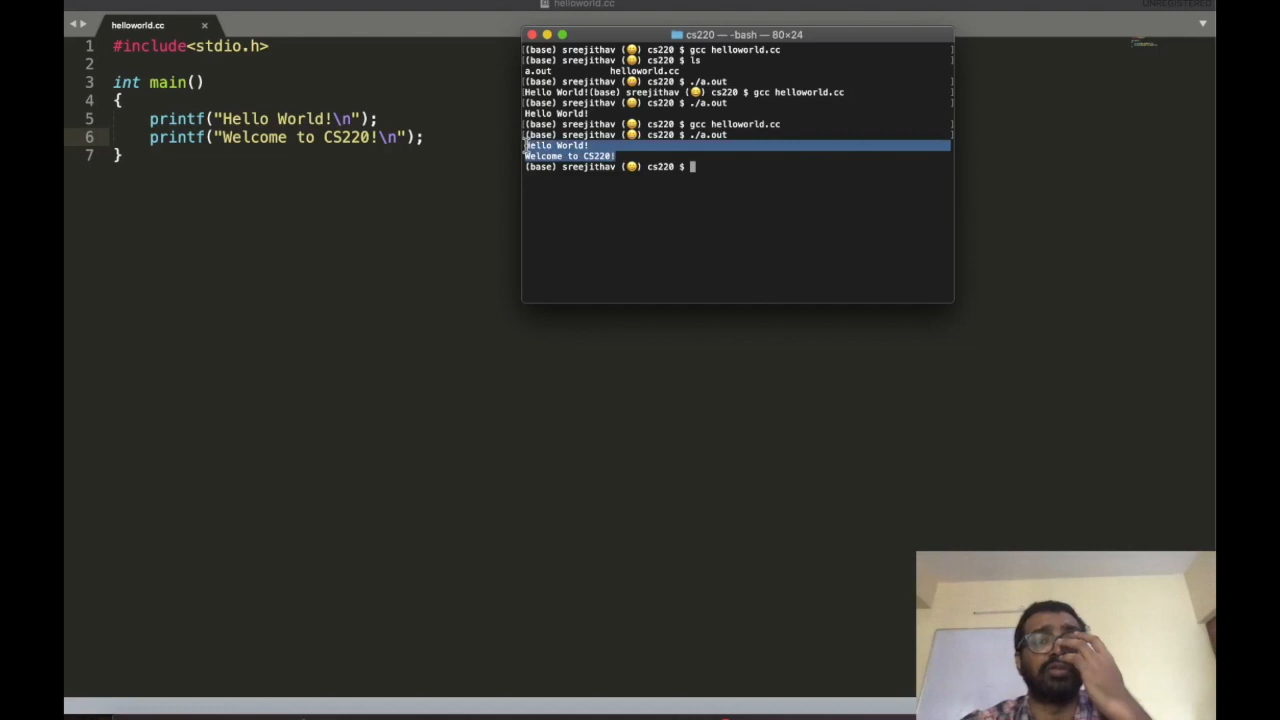 helloworld.cc
UNREGISTERED
helloworld.cc
1 #include<stdio.h>
2
3 int main()
4 {
5 printf("Hello World!\n");
6 printf("Welcome to CS220!\n");
7 }
cs220 — -bash — 80×24
[(base) sreejithav (😀) cs220 $ gcc helloworld.cc ]
[(base) sreejithav (😀) cs220 $ ls ]
a.out helloworld.cc
[(base) sreejithav (😀) cs220 $ ./a.out ]
[Hello World!(base) sreejithav (😀) cs220 $ gcc helloworld.cc ]
[(base) sreejithav (😀) cs220 $ ./a.out ]
Hello World!
[(base) sreejithav (😀) cs220 $ gcc helloworld.cc ]
[(base) sreejithav (😀) cs220 $ ./a.out ]
Hello World!
Welcome to CS220!
(base) sreejithav (😀) cs220 $